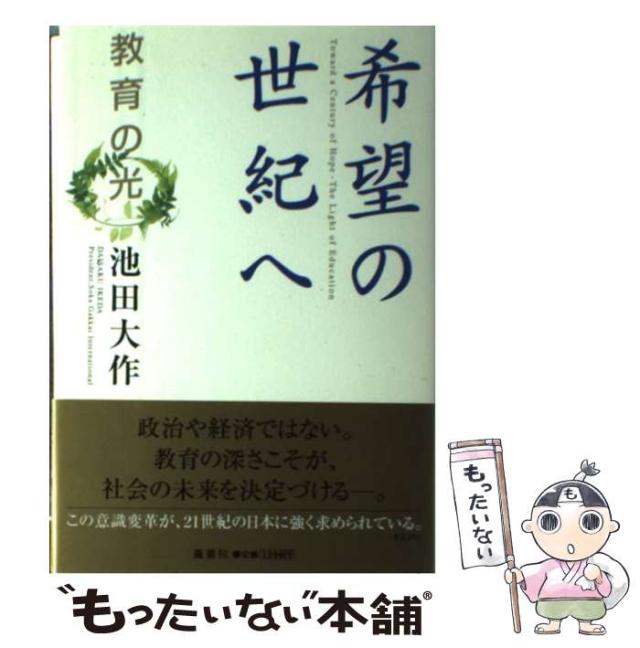 希望の
世紀へ
Toward a Century of Hope - The Light of Education
教育の光
池田大作
DAISAKU IKEDA
President, Soka Gakkai International
政治や経済ではない。
教育の深さこそが、
社会の未来を決定づける―。
この意識変革が、21世紀の日本に強く求められている。
鳳書院
もったいない
も
"もったいない"本舗®